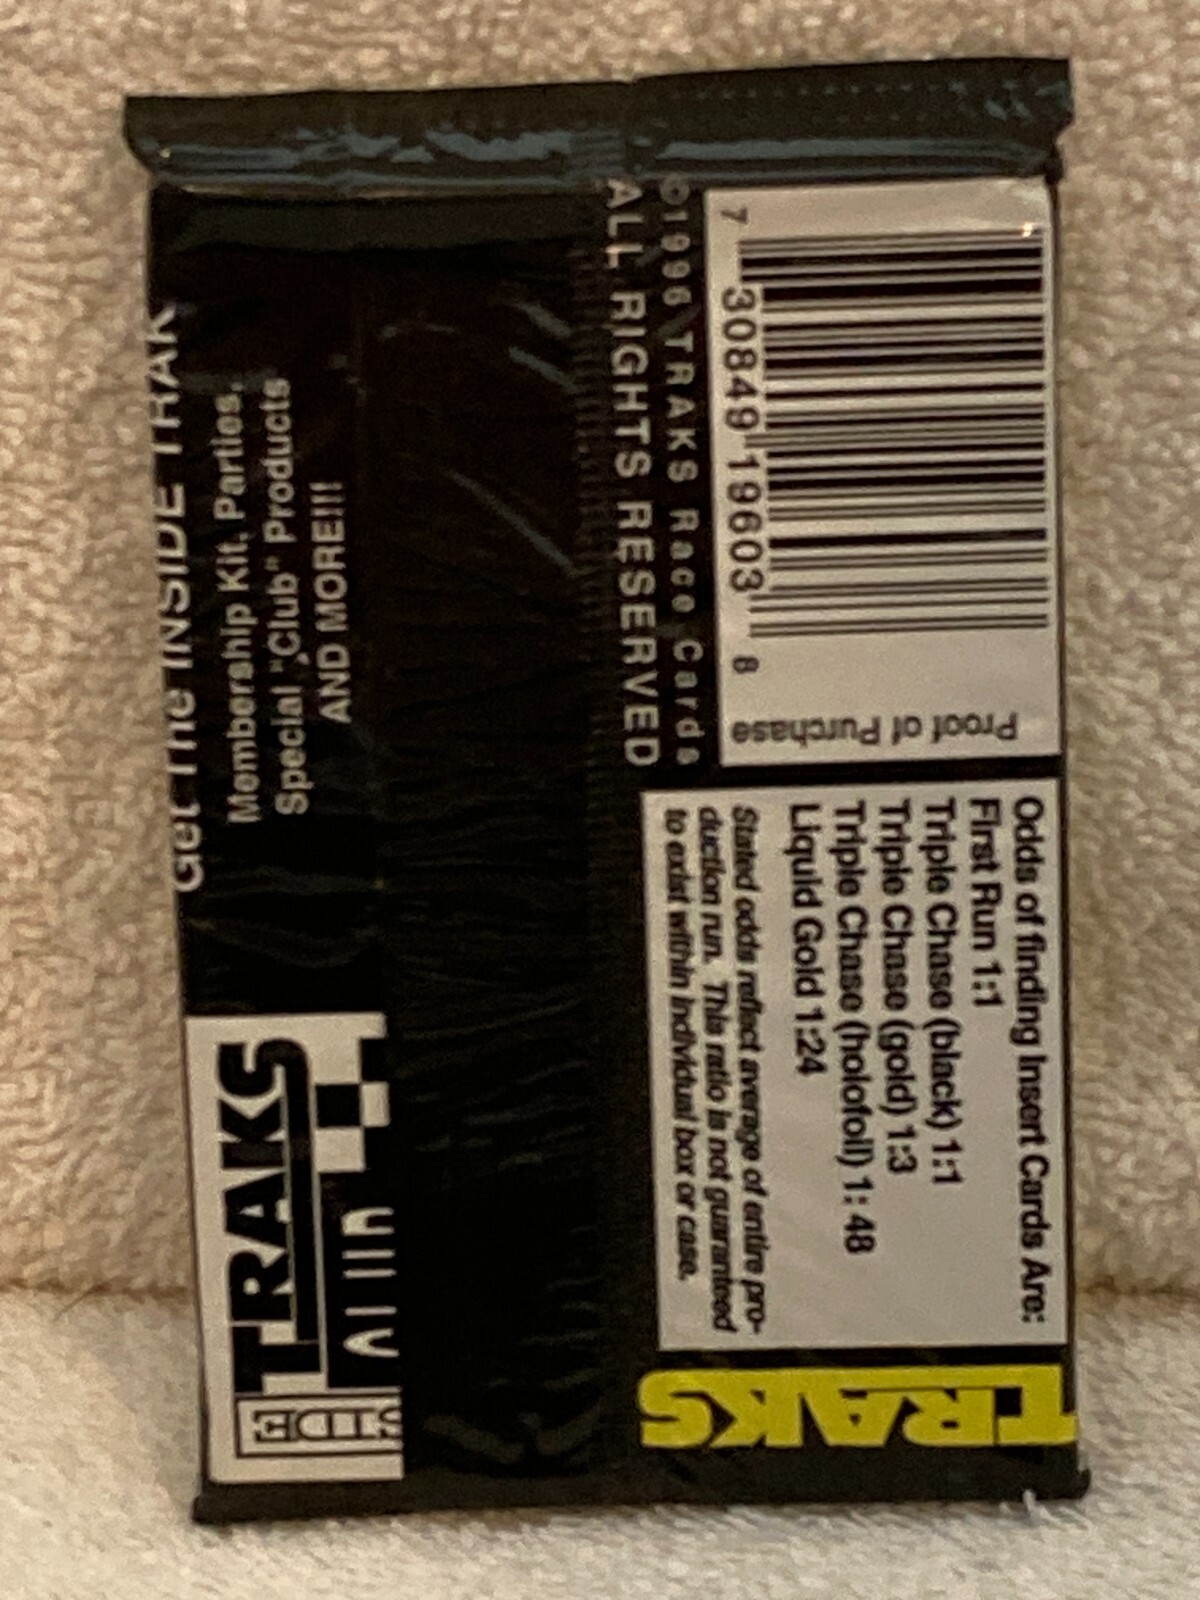 7 30849 19603 8
Proof of Purchase
©1996 TRAKS Race Cards
ALL RIGHTS RESERVED
Odds of finding Insert Cards Are:
First Run 1:1
Triple Chase (black) 1:1
Triple Chase (gold) 1:3
Triple Chase (holofoil) 1: 48
Liquid Gold 1:24
Stated odds reflect average of entire pro-
duction run. This ratio is not guaranteed
to exist within individual box or case.
TRAKS
Get The INSIDE TRAK
Membership Kit, Parties,
Special "Club" Products
AND MORE!!!
SIDE
TRAKS